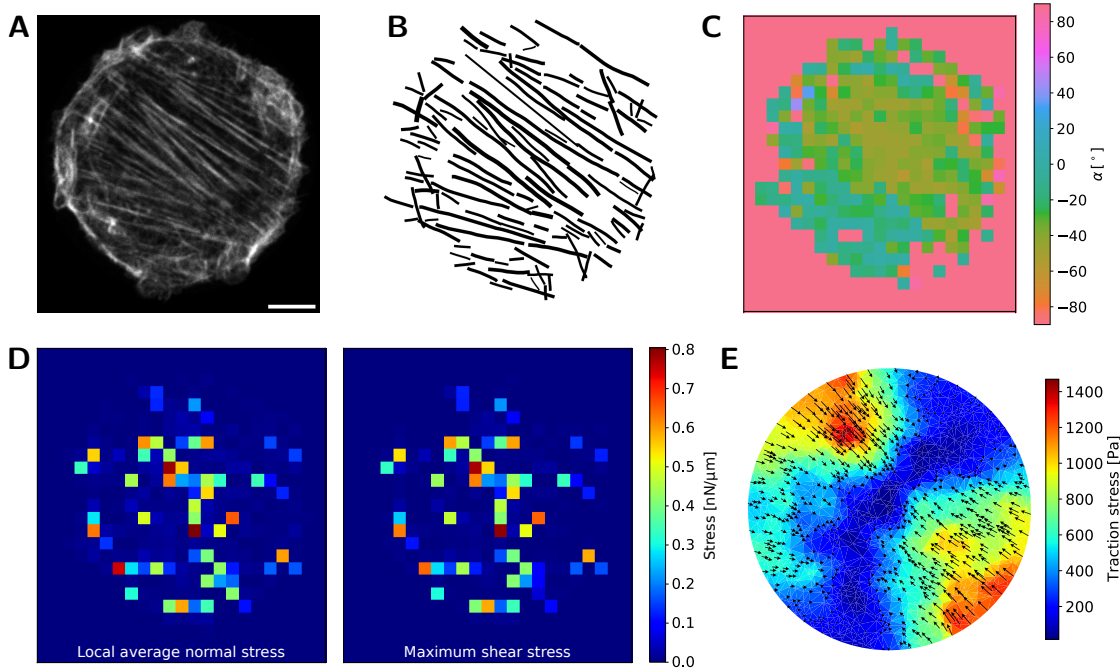 A
B
C
80
60
40
20
0
−20
−40
−60
−80
α [°]
D
Local average normal stress
Maximum shear stress
0.8
0.7
0.6
0.5
0.4
0.3
0.2
0.1
0.0
Stress [nN/μm]
E
1400
1200
1000
800
600
400
200
Traction stress [Pa]